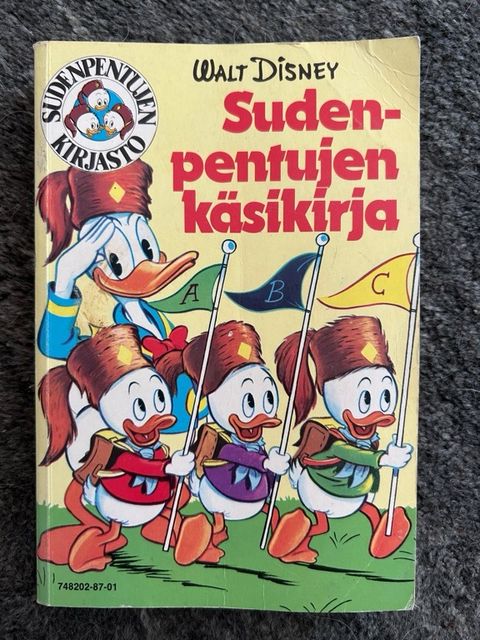 SUDENPENTUJEN
KIRJASTO
WALT DISNEY
Suden-
pentujen
käsikirja
A
B
C
748202-87-01